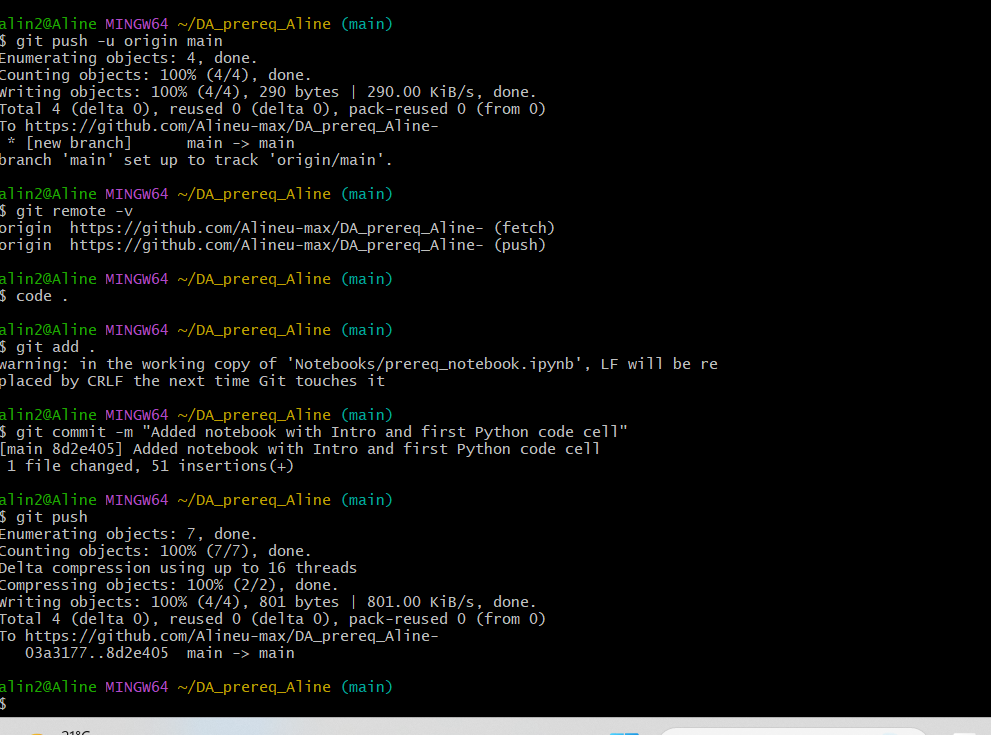 alin2@Aline MINGW64 ~/DA_prereq_Aline (main)
$ git push -u origin main
Enumerating objects: 4, done.
Counting objects: 100% (4/4), done.
Writing objects: 100% (4/4), 290 bytes | 290.00 KiB/s, done.
Total 4 (delta 0), reused 0 (delta 0), pack-reused 0 (from 0)
To https://github.com/Alineu-max/DA_prereq_Aline-
 * [new branch]      main -> main
branch 'main' set up to track 'origin/main'.
alin2@Aline MINGW64 ~/DA_prereq_Aline (main)
$ git remote -v
origin  https://github.com/Alineu-max/DA_prereq_Aline- (fetch)
origin  https://github.com/Alineu-max/DA_prereq_Aline- (push)
alin2@Aline MINGW64 ~/DA_prereq_Aline (main)
$ code .
alin2@Aline MINGW64 ~/DA_prereq_Aline (main)
$ git add .
warning: in the working copy of 'Notebooks/prereq_notebook.ipynb', LF will be re
placed by CRLF the next time Git touches it
alin2@Aline MINGW64 ~/DA_prereq_Aline (main)
$ git commit -m "Added notebook with Intro and first Python code cell"
[main 8d2e405] Added notebook with Intro and first Python code cell
 1 file changed, 51 insertions(+)
alin2@Aline MINGW64 ~/DA_prereq_Aline (main)
$ git push
Enumerating objects: 7, done.
Counting objects: 100% (7/7), done.
Delta compression using up to 16 threads
Compressing objects: 100% (2/2), done.
Writing objects: 100% (4/4), 801 bytes | 801.00 KiB/s, done.
Total 4 (delta 0), reused 0 (delta 0), pack-reused 0 (from 0)
To https://github.com/Alineu-max/DA_prereq_Aline-
   03a3177..8d2e405  main -> main
alin2@Aline MINGW64 ~/DA_prereq_Aline (main)
$